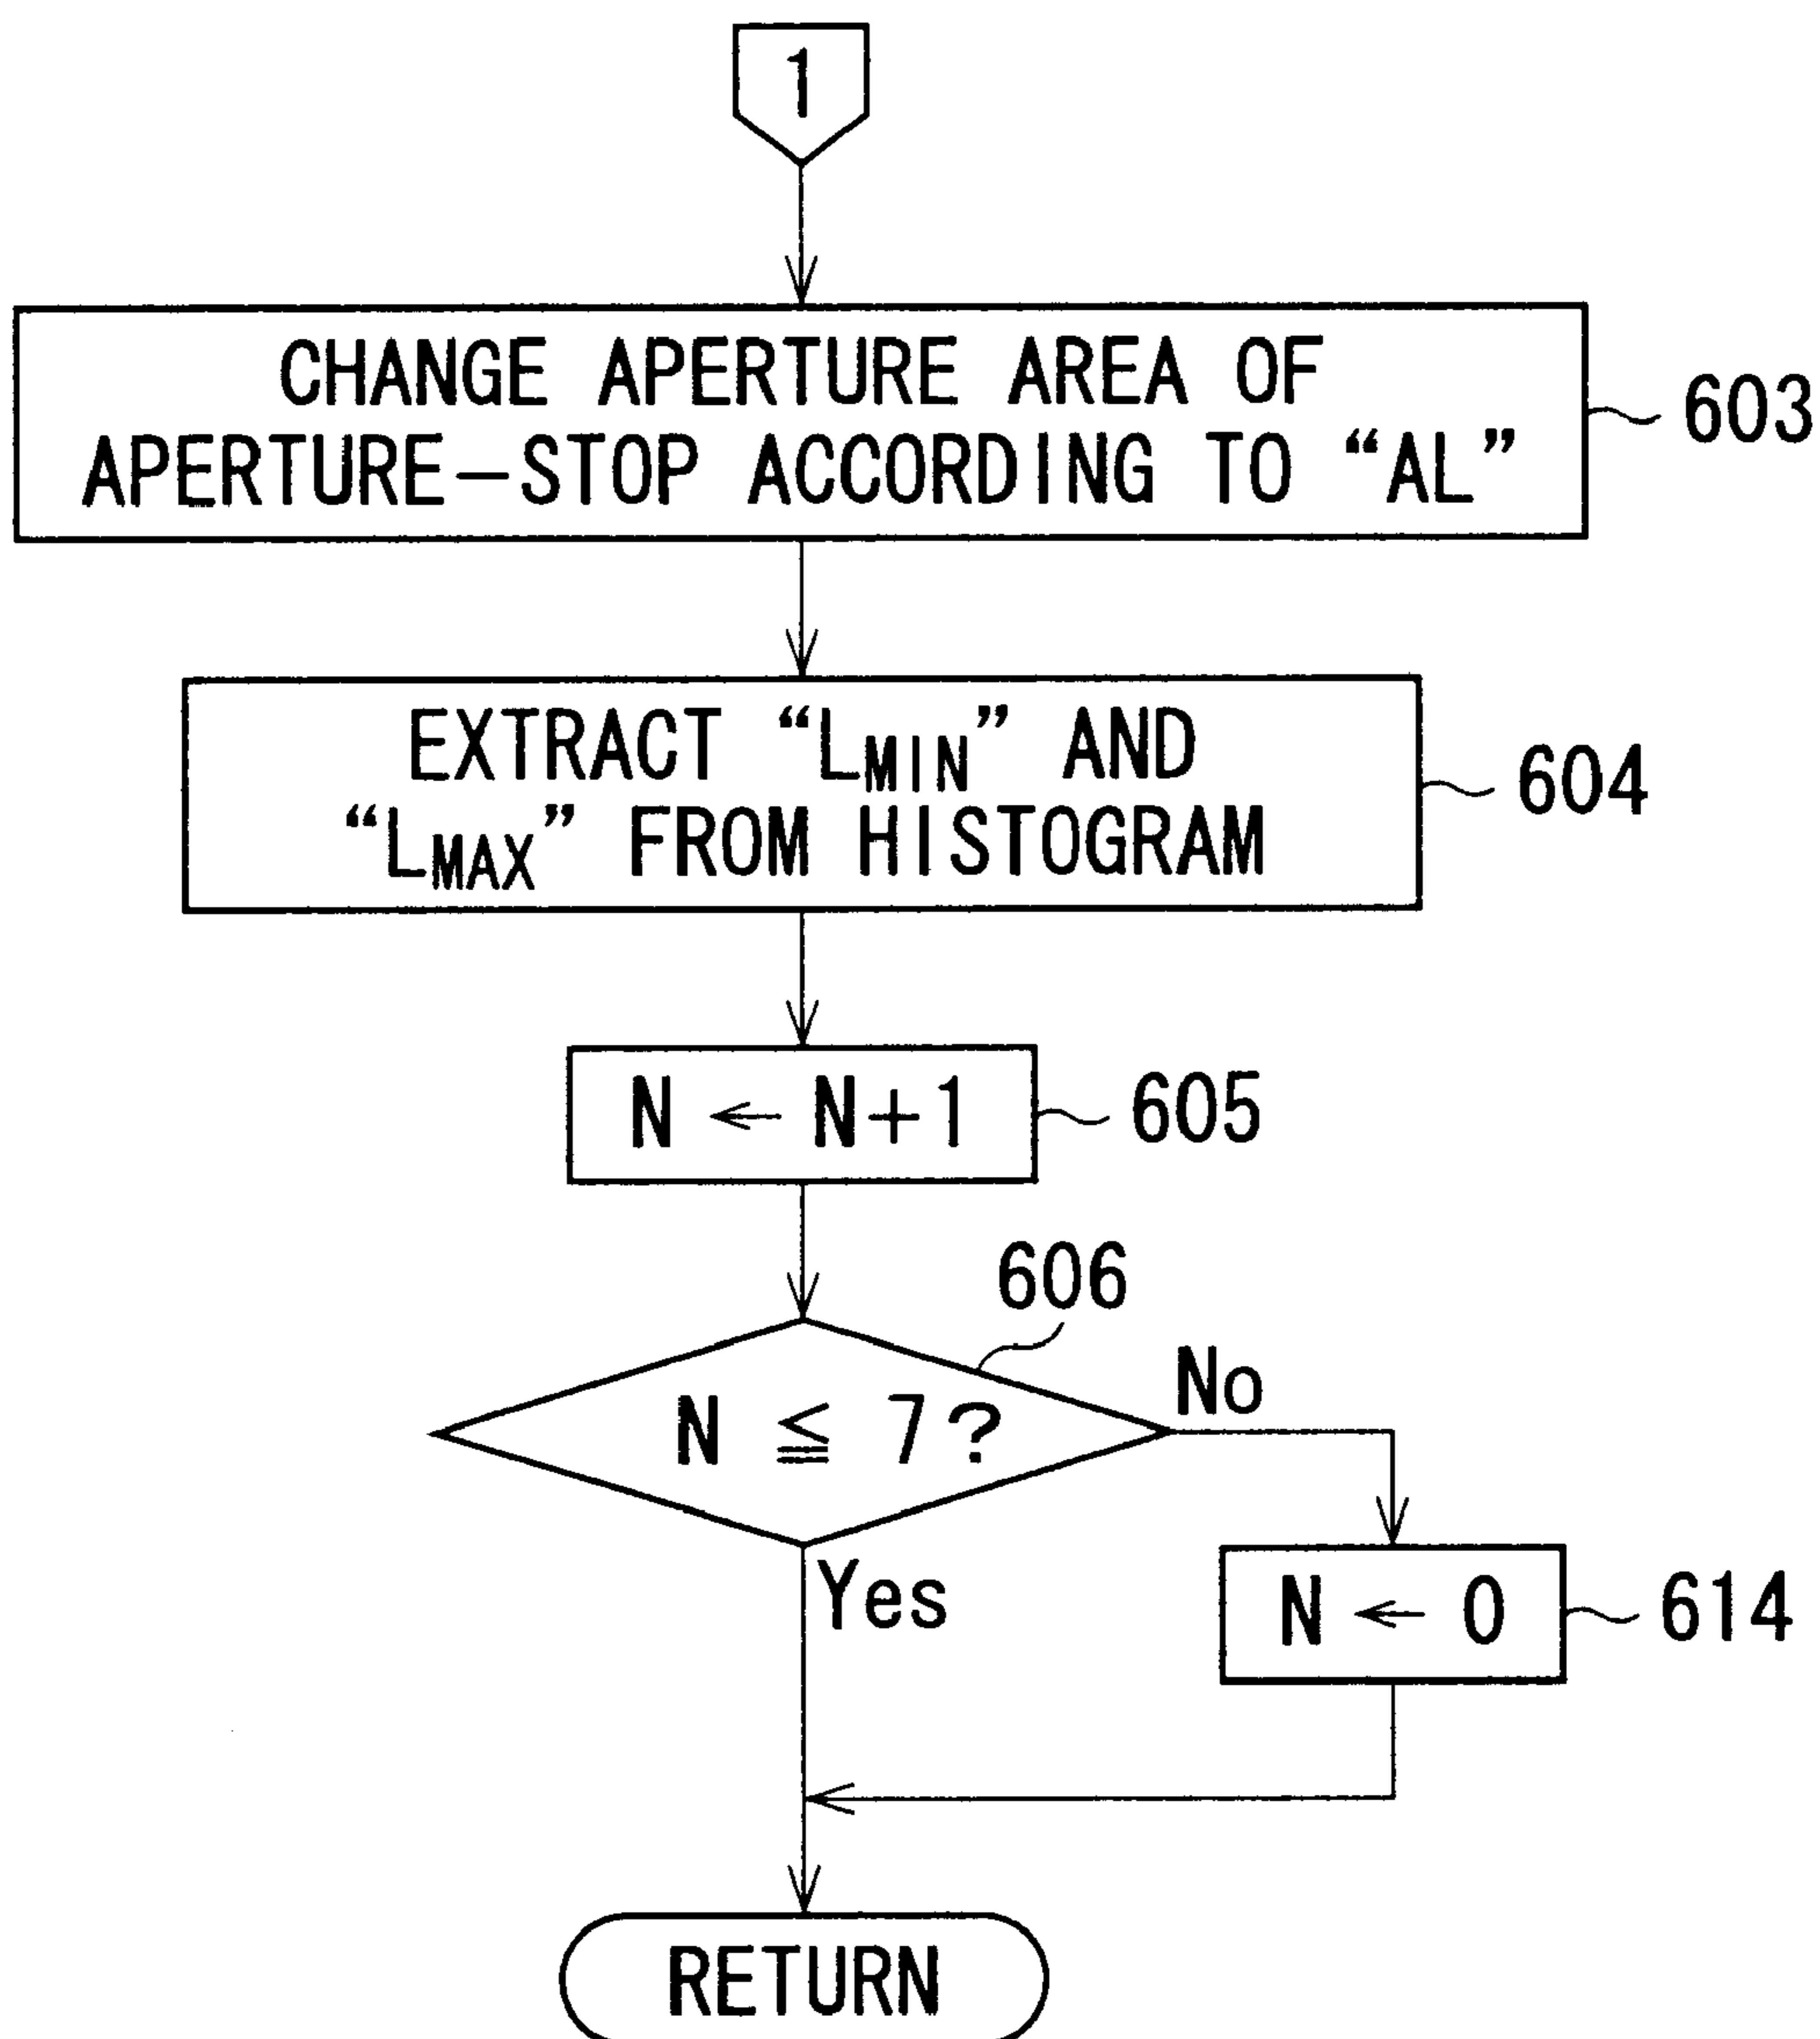 1
CHANGE APERTURE AREA OF
APERTURE-STOP ACCORDING TO “AL”
603
EXTRACT “LMIN” AND
“LMAX” FROM HISTOGRAM
604
N ← N+1
605
606
N ≦ 7?
No
Yes
N ← 0
614
RETURN